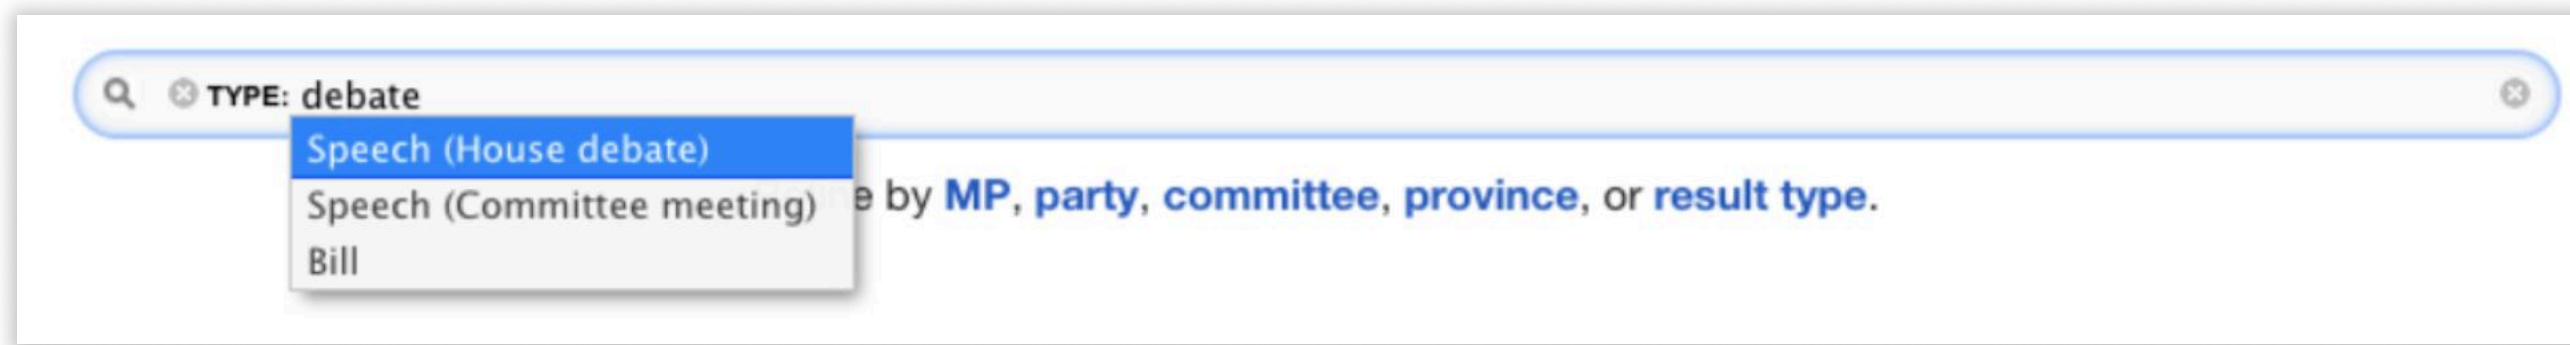 TYPE: debate
Speech (House debate)
Speech (Committee meeting)
Bill
by MP, party, committee, province, or result type.